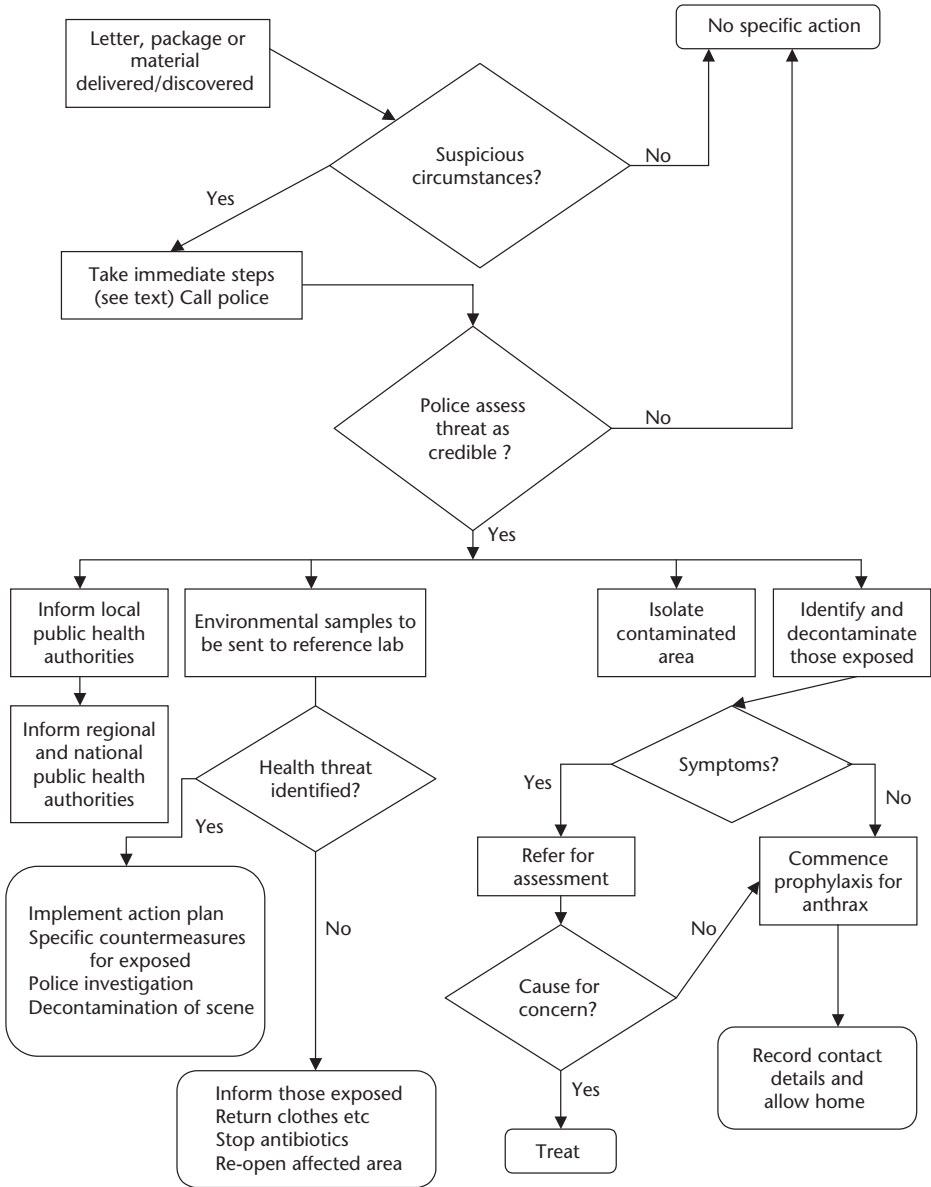 Letter, package or
material
delivered/discovered
No specific action
Suspicious
circumstances?
No
Yes
Take immediate steps
(see text) Call police
Police assess
threat as
credible ?
No
Yes
Inform local
public health
authorities
Environmental samples to
be sent to reference lab
Isolate
contaminated
area
Identify and
decontaminate
those exposed
Inform regional
and national
public health
authorities
Health threat
identified?
Symptoms?
Yes
No
Yes
Refer for
assessment
Commence
prophylaxis for
anthrax
Implement action plan
Specific countermeasures
for exposed
Police investigation
Decontamination of scene
No
No
Cause for
concern?
Record contact
details and
allow home
Inform those exposed
Return clothes etc
Stop antibiotics
Re-open affected area
Yes
Treat